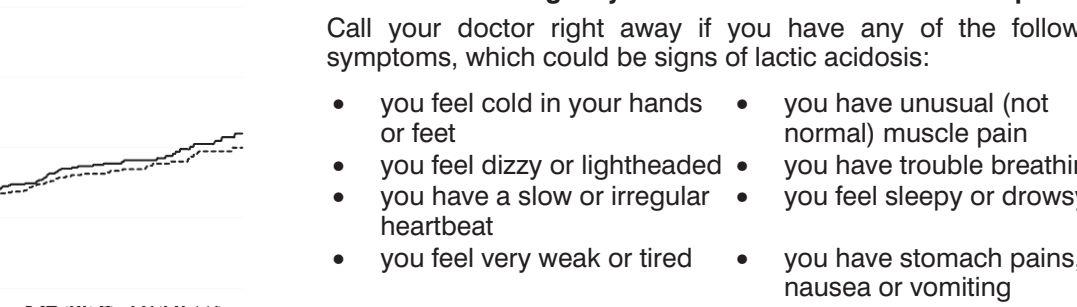 Call your doctor right away if you have any of the
symptoms, which could be signs of lactic acidosis:
• you feel cold in your hands
or feet
• you feel dizzy or lightheaded
• you have a slow or irregular
heartbeat
• you feel very weak or tired
• you have unusual (not
normal) muscle pain
• you have trouble
• you feel sleepy or
• you have stomach pains,
nausea or vomiting